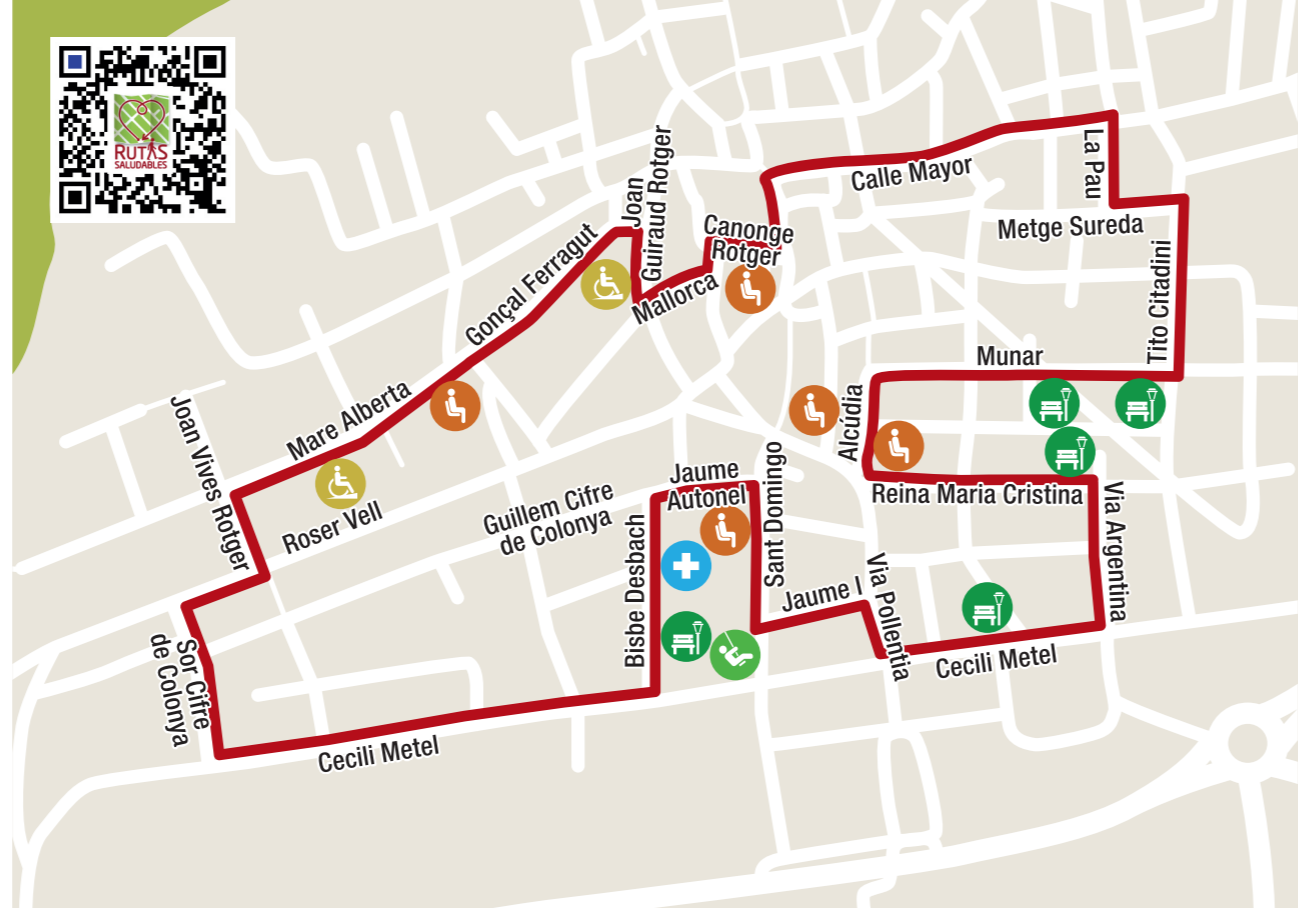 RUTAS
SALUDABLES
Joan
Guiraud Rotger
La Pau
Calle Mayor
Canonge
Rotger
Metge Sureda
Gonçal Ferragut
Mallorca
Tito Citadini
Munar
Mare Alberta
Joan Vives Rotger
Alcúdia
Jaume
Autonel
Sant Domingo
Reina Maria Cristina
Guillem Cifre
de Colonya
Roser Vell
Via Argentina
Bisbe Desbach
Via Pollentia
Jaume I
Sor Cifre
de Colonya
Cecili Metel
Cecili Metel